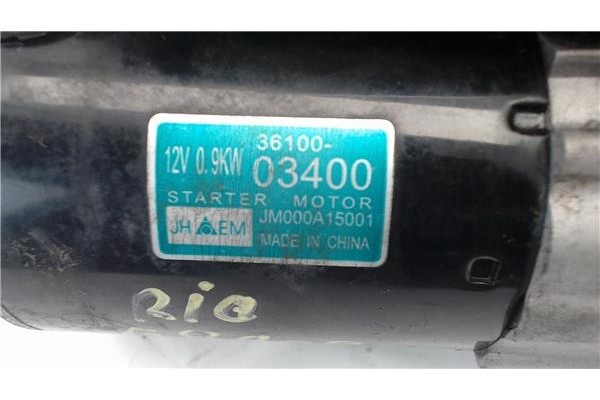 36100-
12V 0.9KW 03400
STARTER MOTOR
JH EM JM000A15001
MADE IN CHINA
RiO